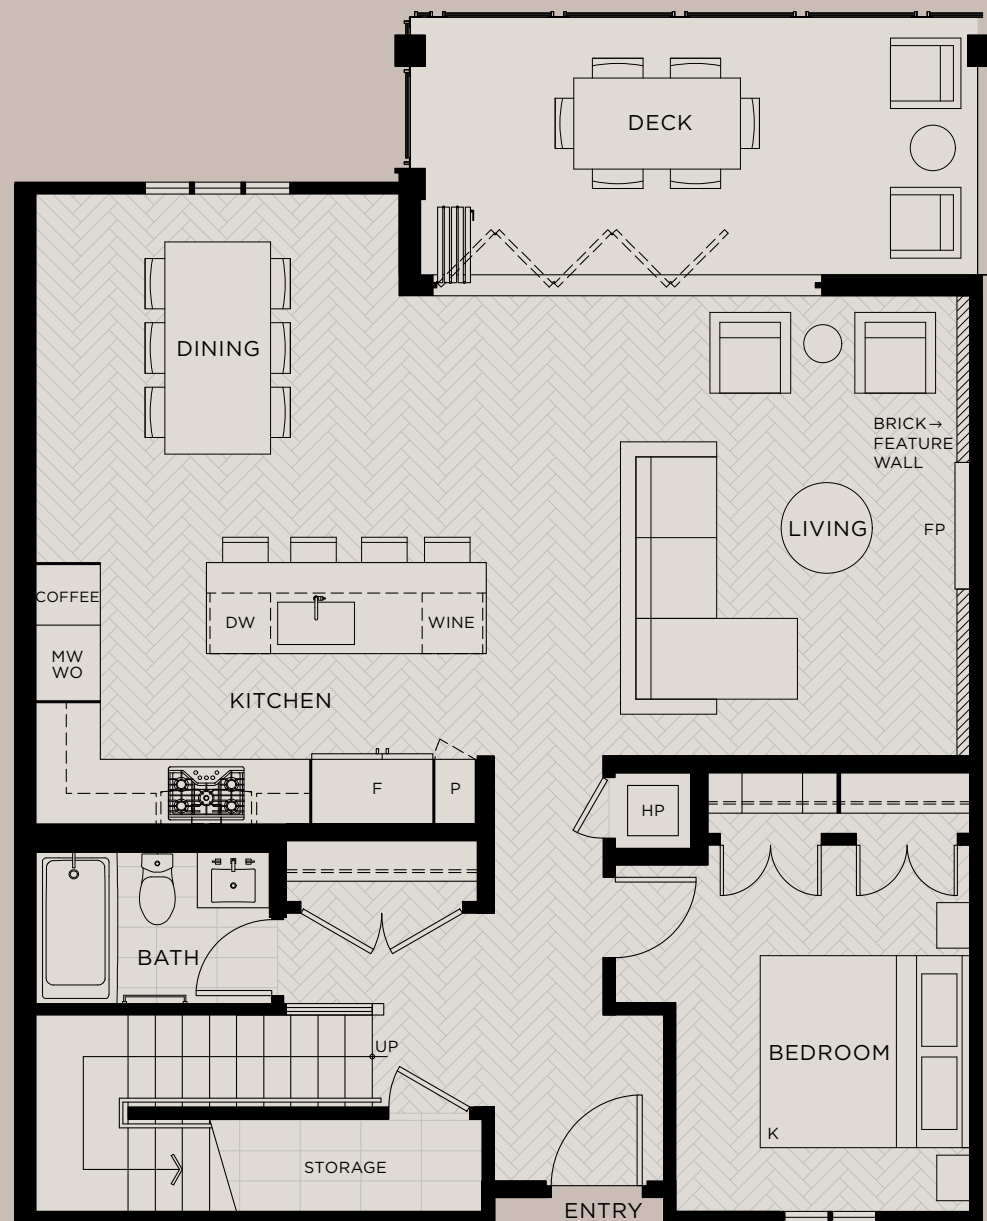 DECK
DINING
BRICK→
FEATURE
WALL
LIVING
FP
COFFEE
DW
WINE
MW
WO
KITCHEN
F
P
HP
BATH
UP
BEDROOM
K
STORAGE
ENTRY